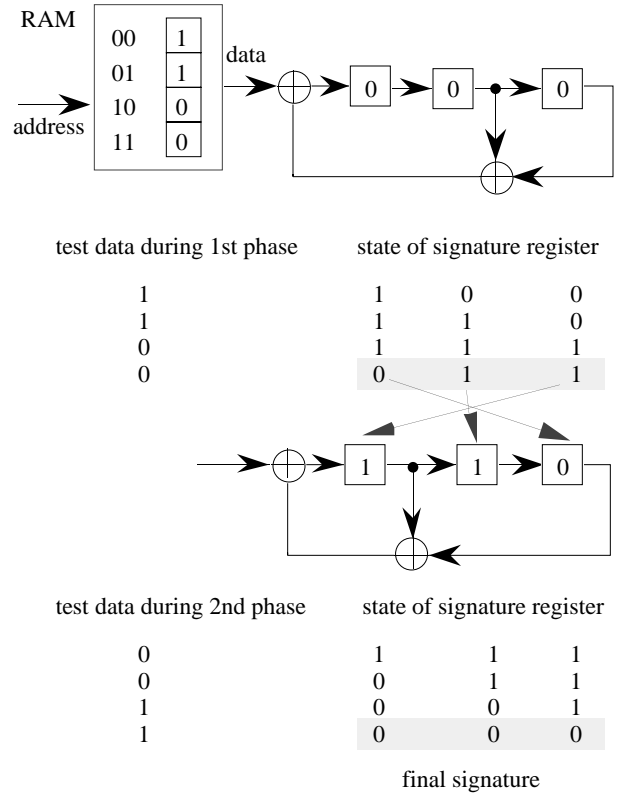 RAM
00 1
01 1
10 0
11 0
address
data
0 0 0
test data during 1st phase state of signature register
1 1 0 0
1 1 1 0
0 1 1 1
0 0 1 1
1 1 0
test data during 2nd phase state of signature register
0 1 1 1
0 0 1 1
1 0 0 1
1 0 0 0
final signature